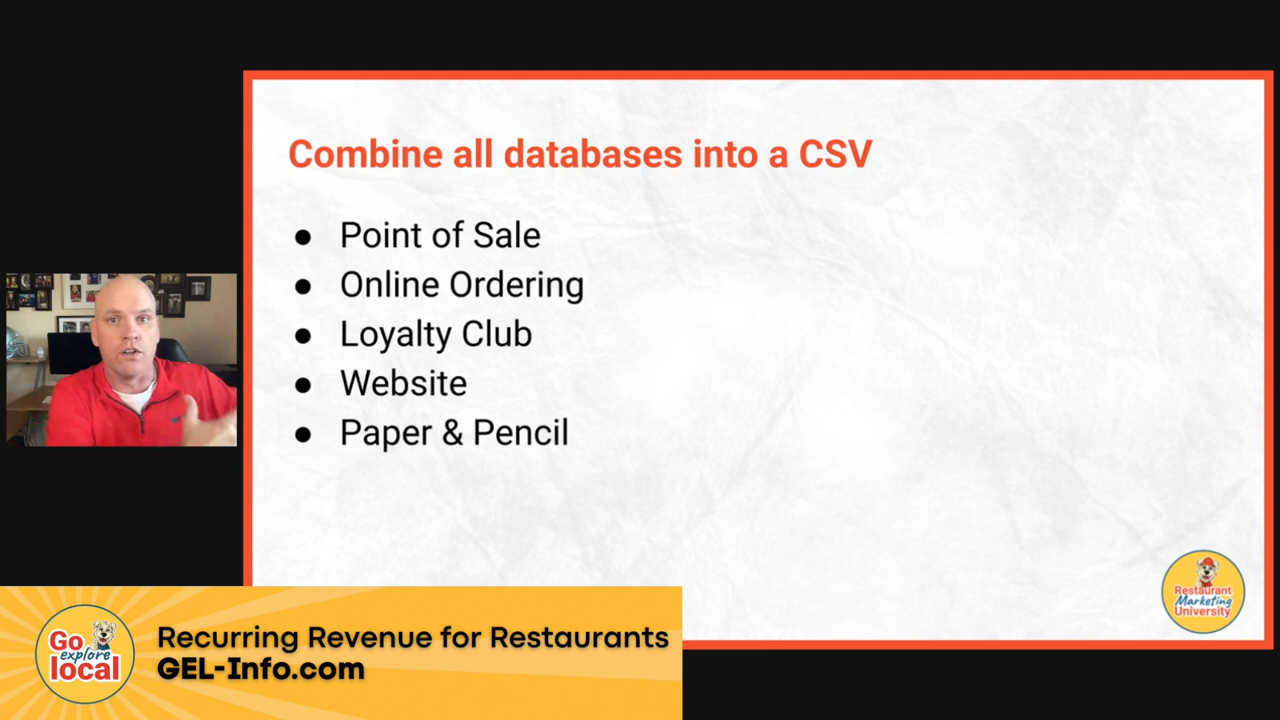 Combine all databases into a CSV
● Point of Sale
● Online Ordering
● Loyalty Club
● Website
● Paper & Pencil
Restaurant
Marketing
University
Go
explore
local
Recurring Revenue for Restaurants
GEL-Info.com